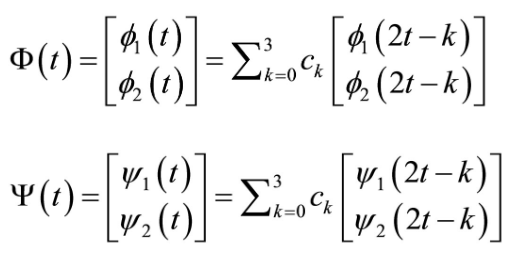 Φ(t) = [ϕ₁(t) ϕ₂(t)] = ∑³ₖ₌₀ cₖ [ϕ₁(2t − k) ϕ₂(2t − k)]
Ψ(t) = [ψ₁(t) ψ₂(t)] = ∑³ₖ₌₀ cₖ [ψ₁(2t − k) ψ₂(2t − k)]